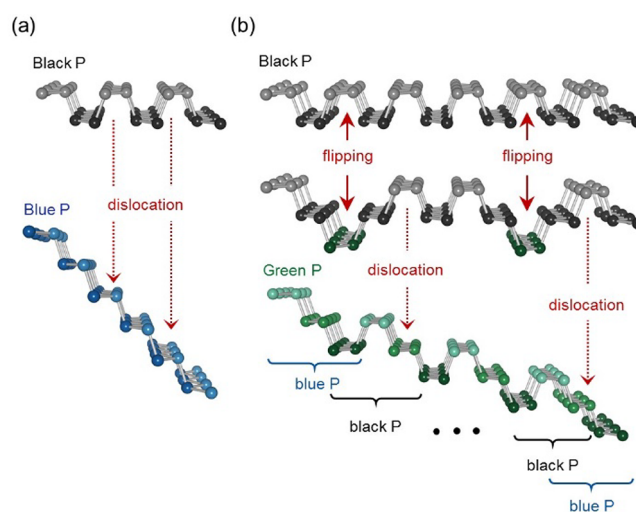 (a)
Black P
Blue P
dislocation
(b)
Black P
flipping
flipping
Green P
dislocation
dislocation
blue P
black P
• • •
black P
blue P